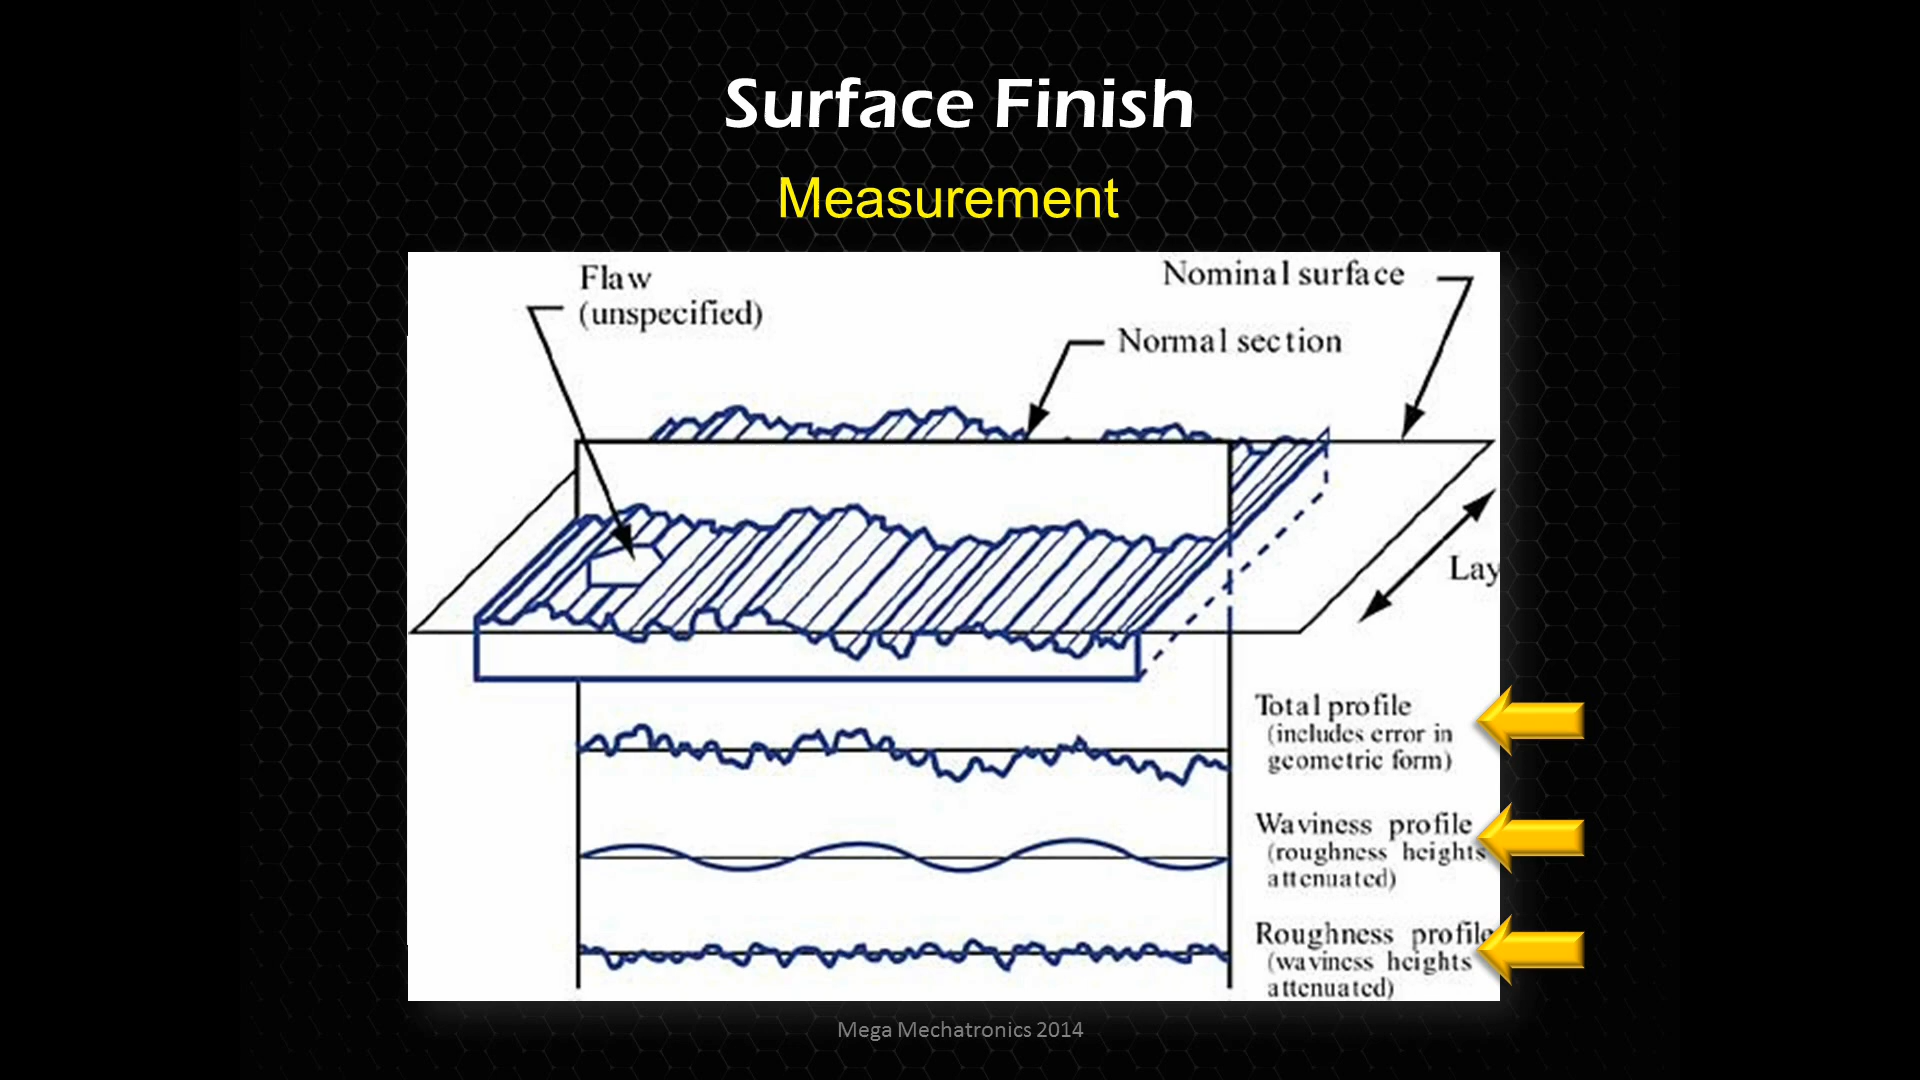 Surface Finish
Measurement
Flaw
(unspecified)
Nominal surface
Normal section
Lay
Total profile
(includes error in
geometric form)
Waviness profile
(roughness heights
attenuated)
Roughness profile
(waviness heights
attenuated)
Mega Mechatronics 2014